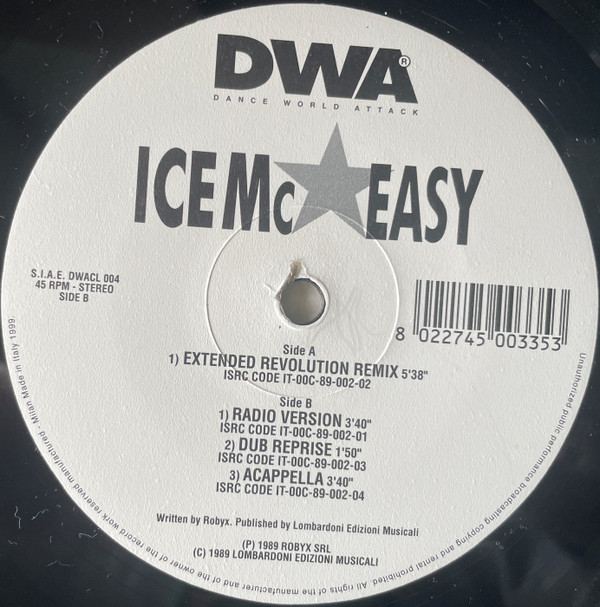 DWA®
DANCE WORLD ATTACK
ICE Mc EASY
S.I.A.E. DWACL 004
45 RPM - STEREO
SIDE B
8 022745 003353
Side A
1) EXTENDED REVOLUTION REMIX 5'38"
ISRC CODE IT-00C-89-002-02
Side B
1) RADIO VERSION 3'40"
ISRC CODE IT-00C-89-002-01
2) DUB REPRISE 1'50"
ISRC CODE IT-00C-89-002-03
3) ACAPPELLA 3'40"
ISRC CODE IT-00C-89-002-04
Written by Robyx. Published by Lombardoni Edizioni Musicali
(P) 1989 ROBYX SRL
(C) 1989 LOMBARDONI EDIZIONI MUSICALI
Unauthorized public performance broadcasting copying and rental prohibited. All rights of the manufacturer and of the owner of the record work reserved manufactured - Milan Made in Italy 1999